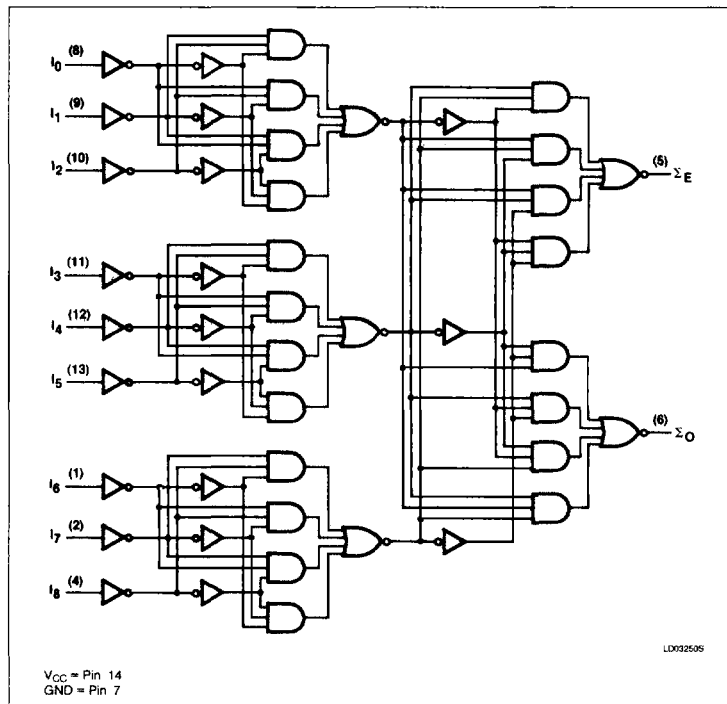 I0 (8)
I1 (9)
I2 (10)
(5) ΣE
I3 (11)
I4 (12)
I5 (13)
(6) ΣO
I6 (1)
I7 (2)
I8 (4)
LD03250S
VCC = Pin 14
GND = Pin 7